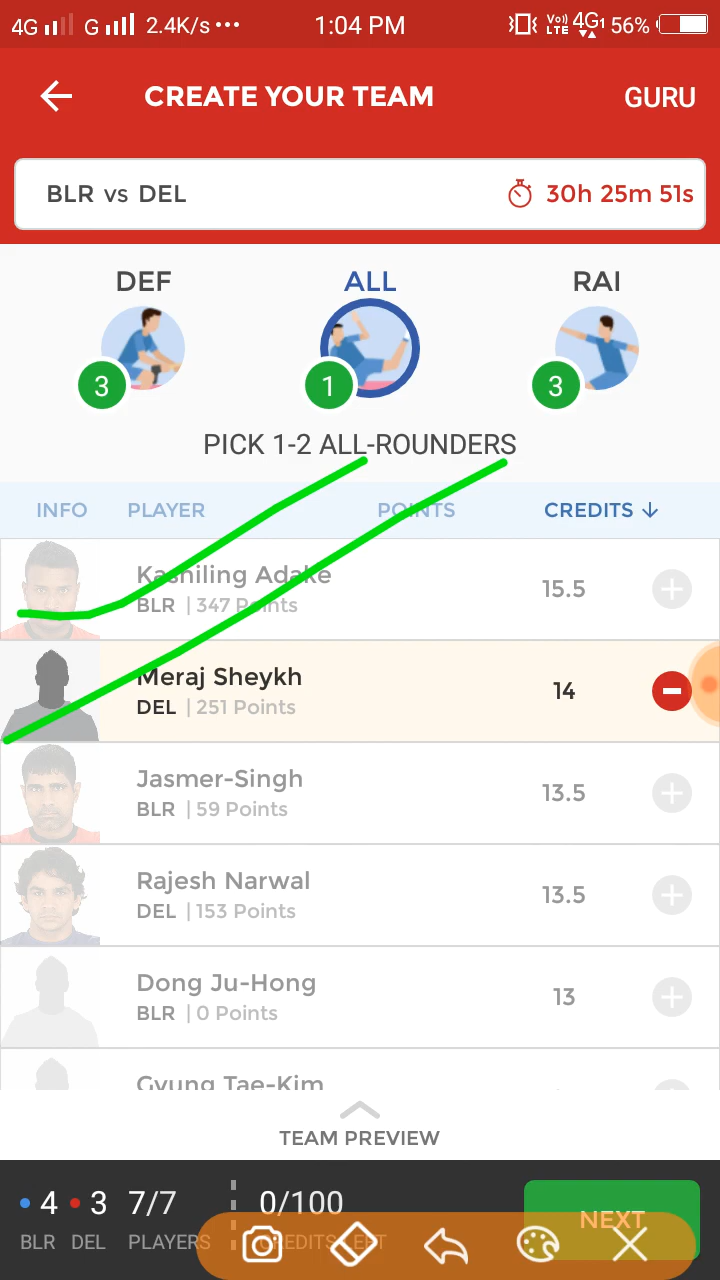 4G G 2.4K/s ··· 1:04 PM Vo)) LTE 4G1 56%
CREATE YOUR TEAM GURU
BLR vs DEL 30h 25m 51s
DEF ALL RAI
3 1 3
PICK 1-2 ALL-ROUNDERS
INFO PLAYER POINTS CREDITS ↓
Kashiling Adake 15.5
BLR | 347 Points
Meraj Sheykh 14
DEL | 251 Points
Jasmer-Singh 13.5
BLR | 59 Points
Rajesh Narwal 13.5
DEL | 153 Points
Dong Ju-Hong 13
BLR | 0 Points
Gyung Tae-Kim
TEAM PREVIEW
4 3 7/7 0/100 NEXT
BLR DEL PLAYERS CREDITS LEFT